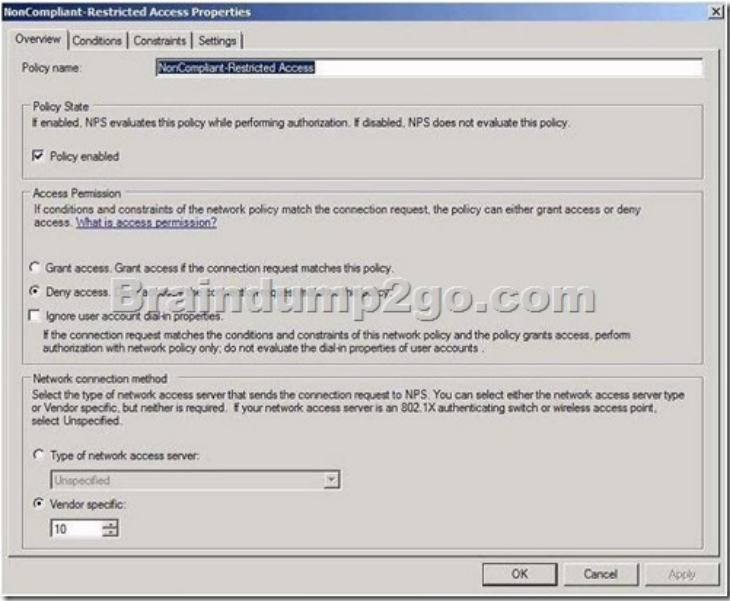 NonCompliant-Restricted Access Properties
Overview
Conditions
Constraints
Settings
Policy name:
NonCompliant-Restricted Access
Policy State
If enabled, NPS evaluates this policy while performing authorization. If disabled, NPS does not evaluate this policy.
Policy enabled
Access Permission
If conditions and constraints of the network policy match the connection request, the policy can either grant access or deny
access. What is access permission?
Grant access. Grant access if the connection request matches this policy.
Deny access.
Braindump2go.com
Ignore user account dial-in properties.
If the connection request matches the conditions and constraints of this network policy and the policy grants access, perform
authorization with network policy only; do not evaluate the dial-in properties of user accounts .
Network connection method
Select the type of network access server that sends the connection request to NPS. You can select either the network access server type
or Vendor specific, but neither is required. If your network access server is an 802.1X authenticating switch or wireless access point,
select Unspecified.
Type of network access server:
Unspecified
Vendor specific:
10
OK
Cancel
Apply